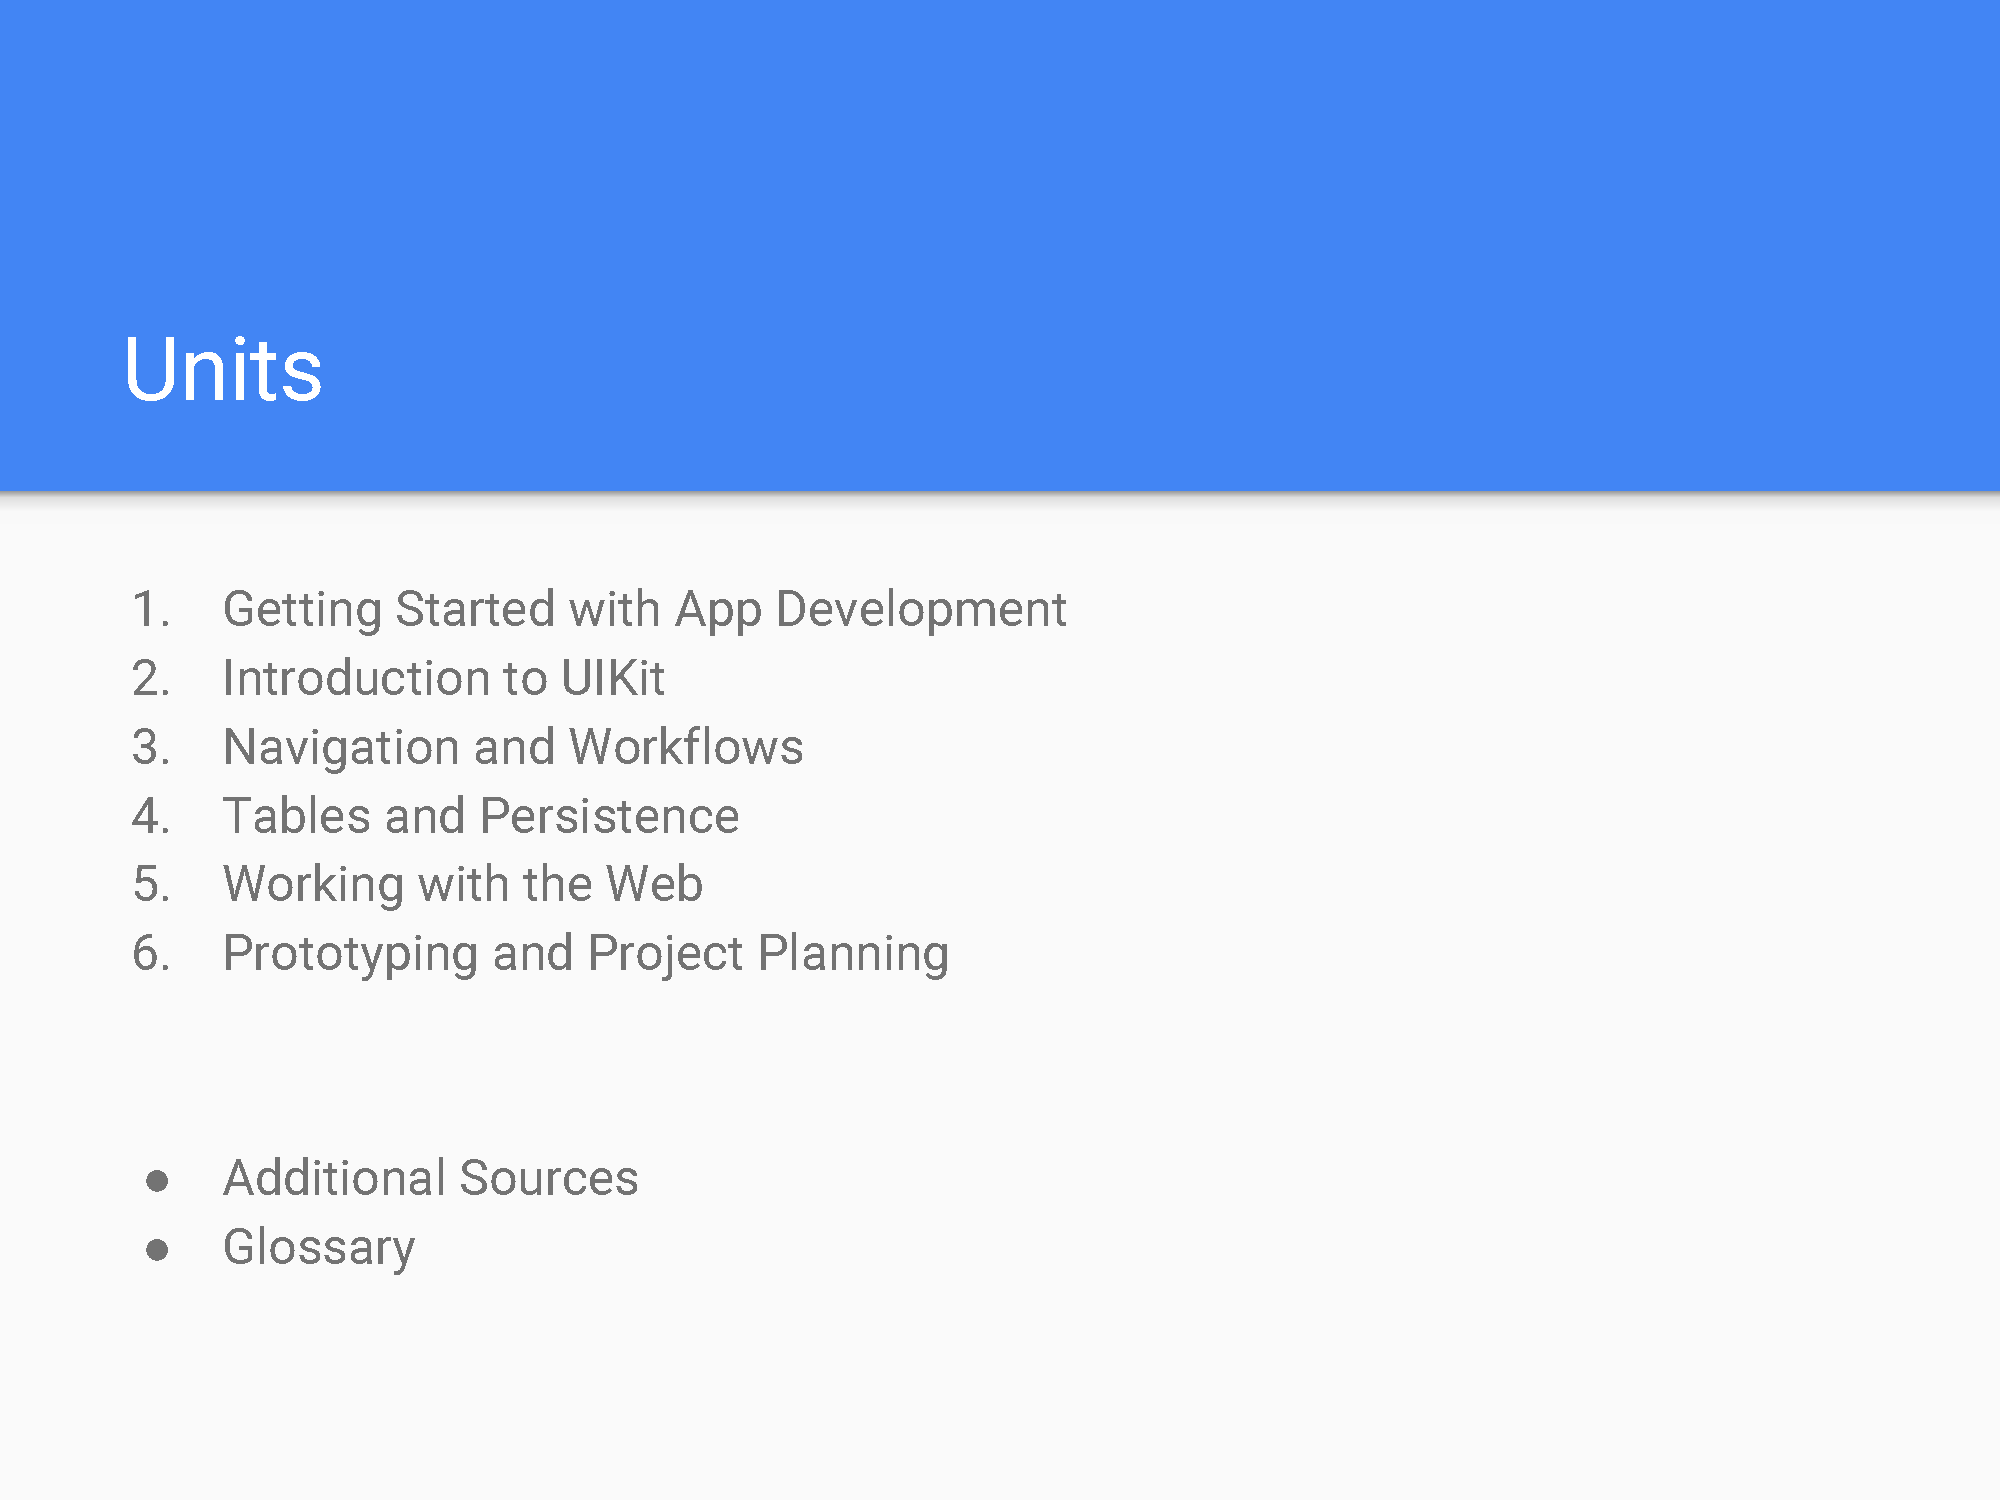 Units
1. Getting Started with App Development
2. Introduction to UIKit
3. Navigation and Workflows
4. Tables and Persistence
5. Working with the Web
6. Prototyping and Project Planning
● Additional Sources
● Glossary